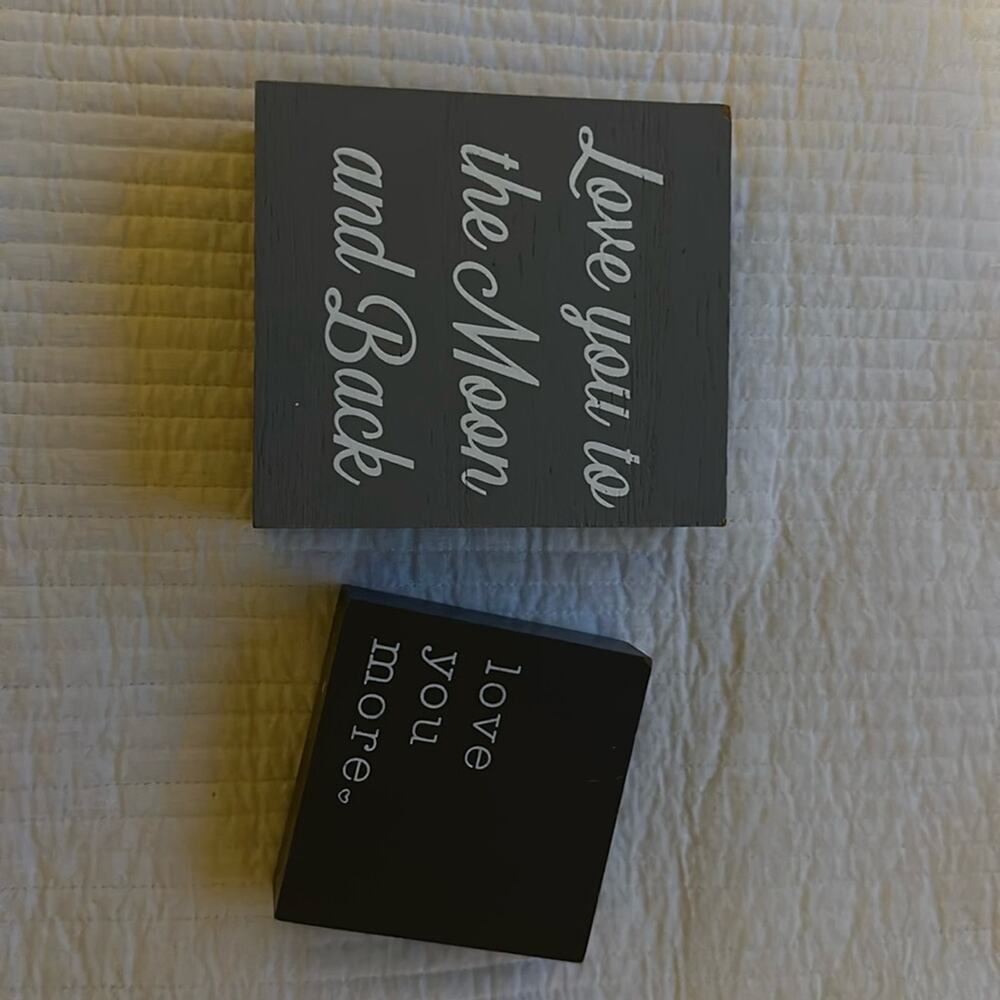 Love you to
the Moon
and Back
love
you
more.